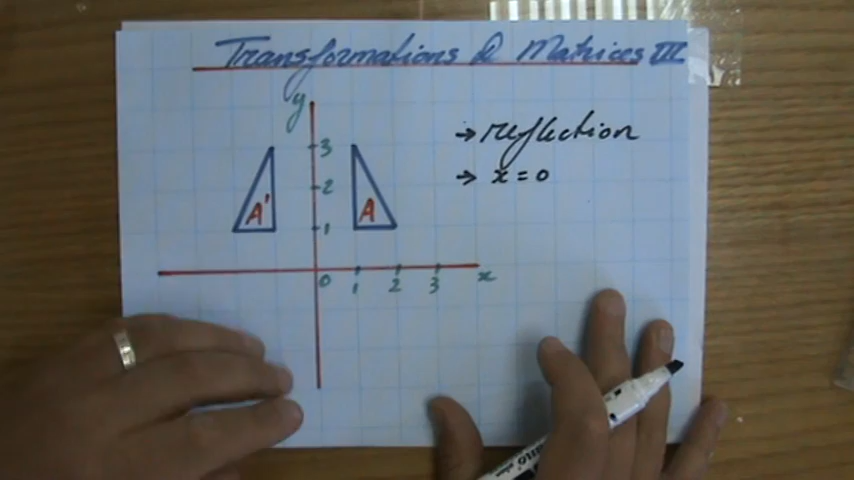 Transformations & Matrices III
y
→ reflection
3
→ x = 0
2
A' A
1
0 1 2 3 x